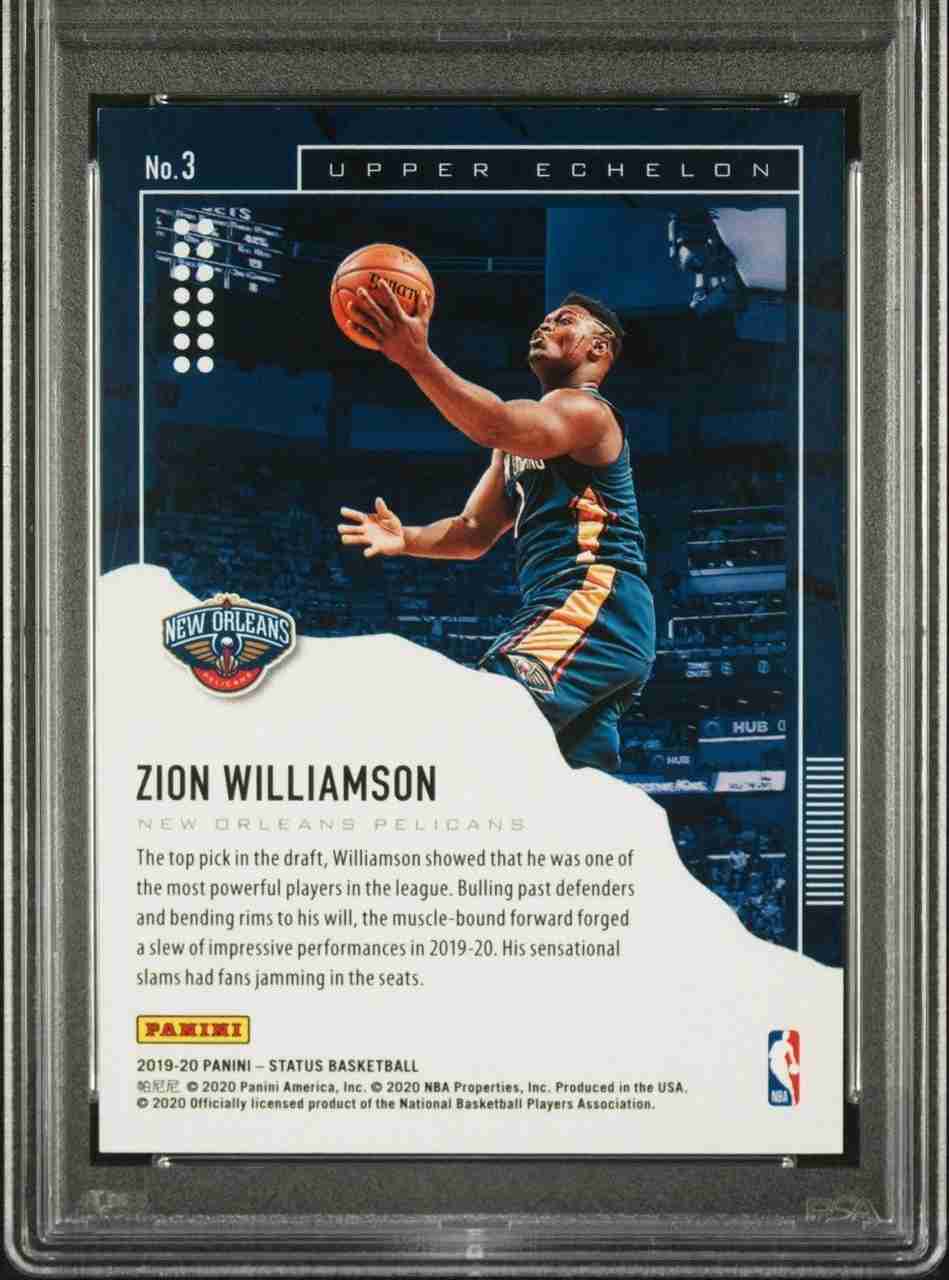 No.3
UPPER ECHELON
SPALDING
NEW ORLEANS
PELICANS
HUB
HUB
ZION WILLIAMSON
NEW ORLEANS PELICANS
The top pick in the draft, Williamson showed that he was one of
the most powerful players in the league. Bulling past defenders
and bending rims to his will, the muscle-bound forward forged
a slew of impressive performances in 2019-20. His sensational
slams had fans jamming in the seats.
PANINI
2019-20 PANINI – STATUS BASKETBALL
帕尼尼 © 2020 Panini America, Inc. © 2020 NBA Properties, Inc. Produced in the USA.
© 2020 Officially licensed product of the National Basketball Players Association.
NBA
PSA